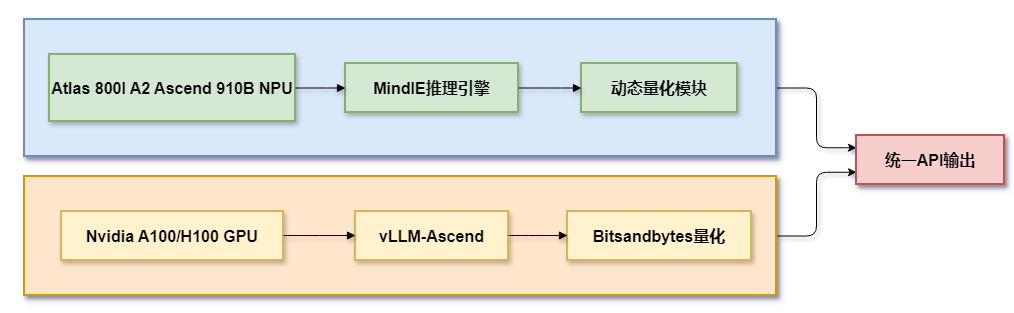 Atlas 800I A2 Ascend 910B NPU
MindIE推理引擎
动态量化模块
统一API输出
Nvidia A100/H100 GPU
vLLM-Ascend
Bitsandbytes量化